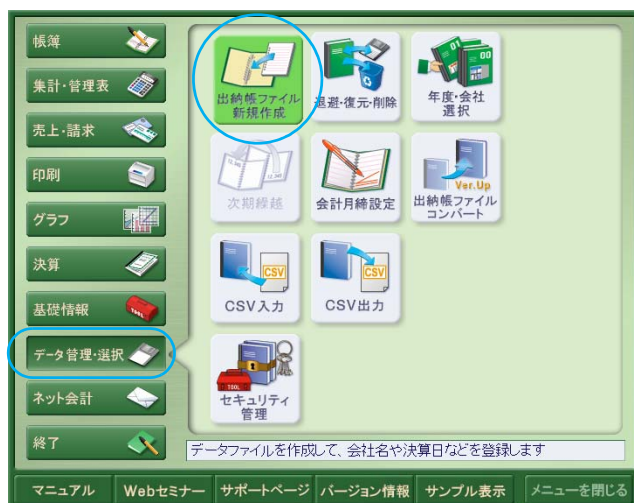 帳簿
集計・管理表
売上・請求
印刷
グラフ
決算
基礎情報
データ管理・選択
ネット会計
終了
出納帳ファイル
新規作成
退避・復元・削除
01
00
年度・会社
選択
次期繰越
会計月締設定
Ver.Up
出納帳ファイル
コンバート
CSV
CSV入力
CSV
CSV出力
TOOL
セキュリティ
管理
データファイルを作成して、会社名や決算日などを登録します
マニュアル
Webセミナー
サポートページ
バージョン情報
サンプル表示
メニューを閉じる